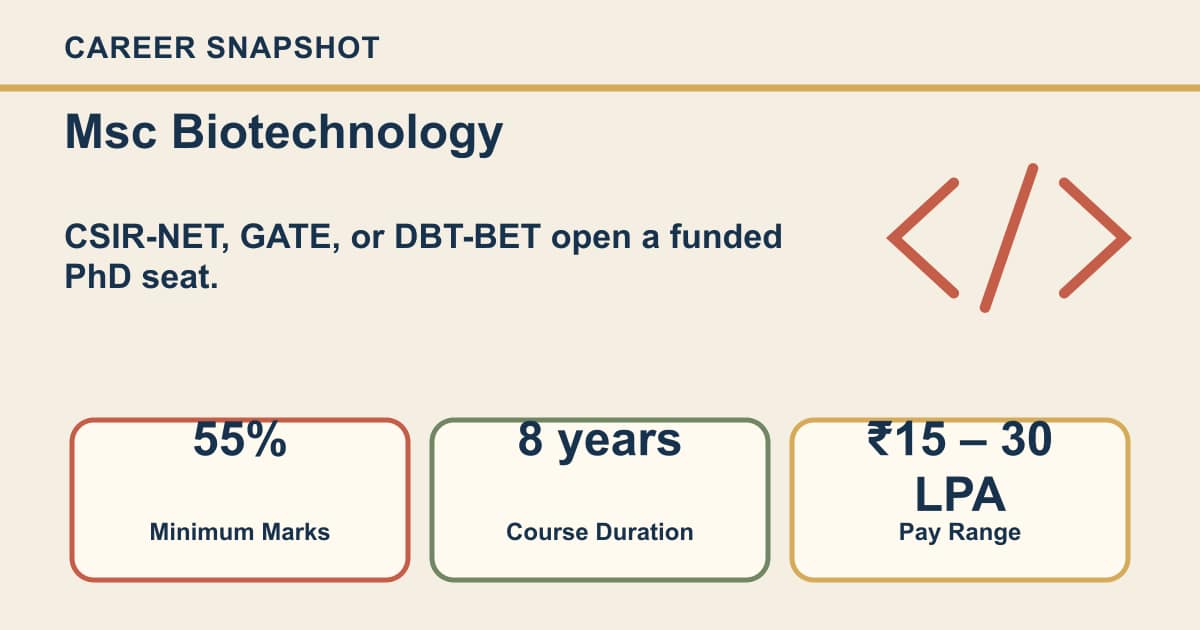 CAREER SNAPSHOT
Msc Biotechnology
CSIR-NET, GATE, or DBT-BET open a funded
PhD seat.
55%
Minimum Marks
8 years
Course Duration
₹15 – 30
LPA
Pay Range